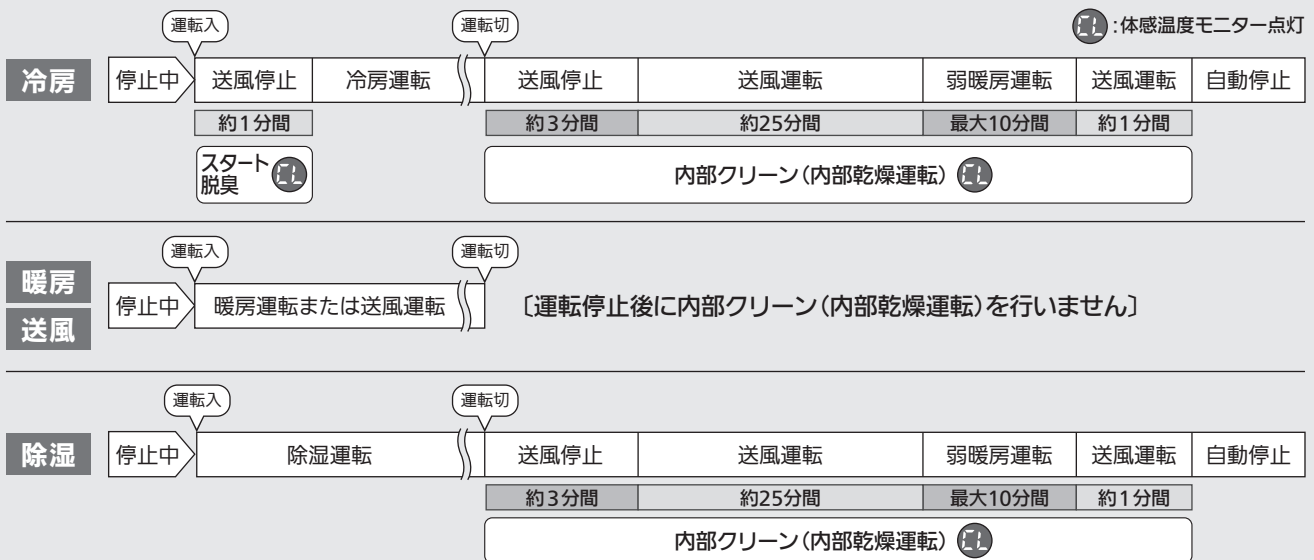 運転入
運転切
CL:体感温度モニター点灯
冷房
停止中
送風停止
冷房運転
送風停止
送風運転
弱暖房運転
送風運転
自動停止
約1分間
約3分間
約25分間
最大10分間
約1分間
スタート
脱臭
CL
内部クリーン(内部乾燥運転) CL
運転入
運転切
暖房
送風
停止中
暖房運転または送風運転
〔運転停止後に内部クリーン(内部乾燥運転)を行いません〕
運転入
運転切
除湿
停止中
除湿運転
送風停止
送風運転
弱暖房運転
送風運転
自動停止
約3分間
約25分間
最大10分間
約1分間
内部クリーン(内部乾燥運転) CL